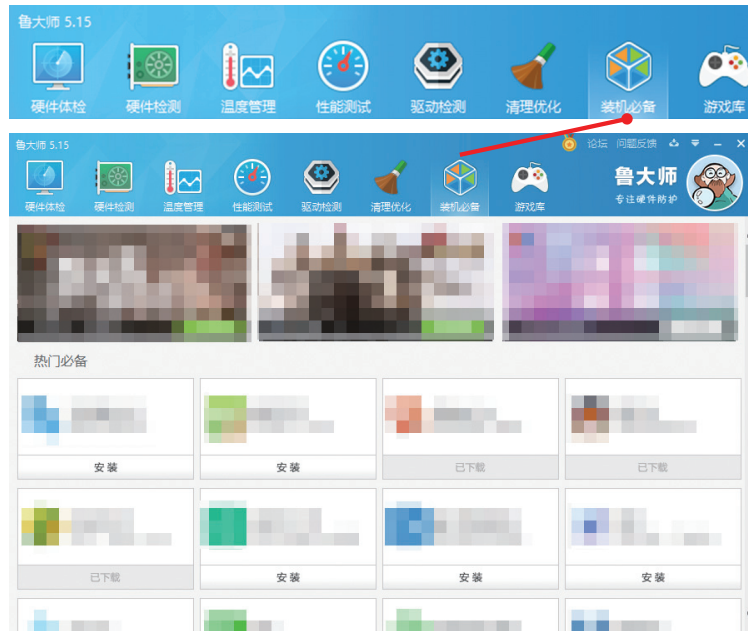 鲁大师 5.15
硬件体检 硬件检测 温度管理 性能测试 驱动检测 清理优化 装机必备 游戏库
鲁大师 5.15 论坛 问题反馈
硬件体检 硬件检测 温度管理 性能测试 驱动检测 清理优化 装机必备 游戏库
鲁大师
专注硬件防护
热门必备
安装 安装 已下载 已下载
已下载 安装 安装 安装